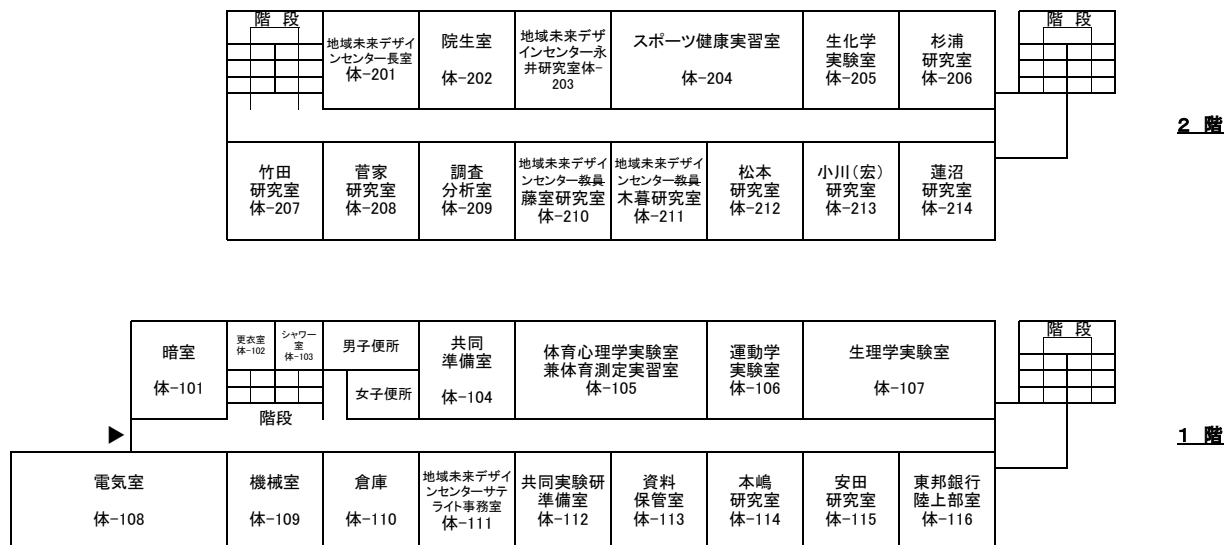 階 段
地域未来デザイ
ンセンター長室
体-201
院生室
体-202
地域未来デザ
インセンター永
井研究室体-
203
スポーツ健康実習室
体-204
生化学
実験室
体-205
杉浦
研究室
体-206
階 段
2 階
竹田
研究室
体-207
菅家
研究室
体-208
調査
分析室
体-209
地域未来デザイ
ンセンター教員
藤室研究室
体-210
地域未来デザイ
ンセンター教員
木暮研究室
体-211
松本
研究室
体-212
小川(宏)
研究室
体-213
蓮沼
研究室
体-214
暗室
体-101
更衣室
体-102
シャワー
室
体-103
階段
男子便所
女子便所
共同
準備室
体-104
体育心理学実験室
兼体育測定実習室
体-105
運動学
実験室
体-106
生理学実験室
体-107
階 段
1 階
電気室
体-108
機械室
体-109
倉庫
体-110
地域未来デザイ
ンセンターサテ
ライト事務室
体-111
共同実験研
準備室
体-112
資料
保管室
体-113
本嶋
研究室
体-114
安田
研究室
体-115
東邦銀行
陸上部室
体-116